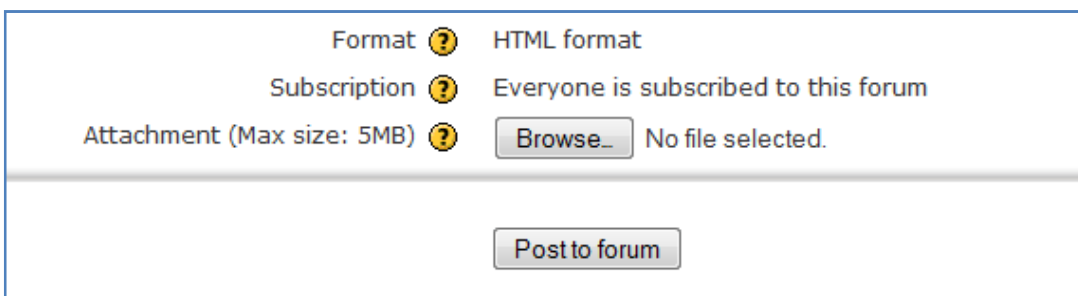 Format ? HTML format
Subscription ? Everyone is subscribed to this forum
Attachment (Max size: 5MB) ? Browse... No file selected.
Post to forum